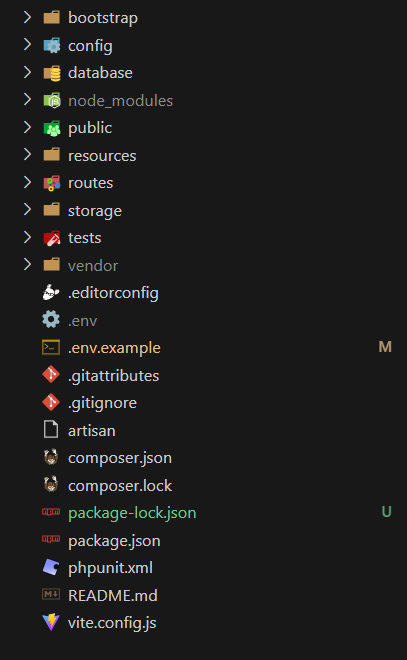 bootstrap
config
database
node_modules
public
resources
routes
storage
tests
vendor
.editorconfig
.env
.env.example M
.gitattributes
.gitignore
artisan
composer.json
composer.lock
package-lock.json U
package.json
phpunit.xml
README.md
vite.config.js